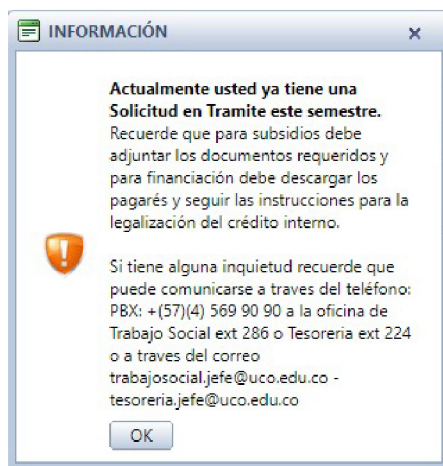 INFORMACIÓN
Actualmente usted ya tiene una
Solicitud en Tramite este semestre.
Recuerde que para subsidios debe
adjuntar los documentos requeridos y
para financiación debe descargar los
pagarés y seguir las instrucciones para la
legalización del crédito interno.
Si tiene alguna inquietud recuerde que
puede comunicarse a traves del teléfono:
PBX: +(57)(4) 569 90 90 a la oficina de
Trabajo Social ext 286 o Tesoreria ext 224
o a traves del correo
trabajosocial.jefe@uco.edu.co -
tesoreria.jefe@uco.edu.co
OK